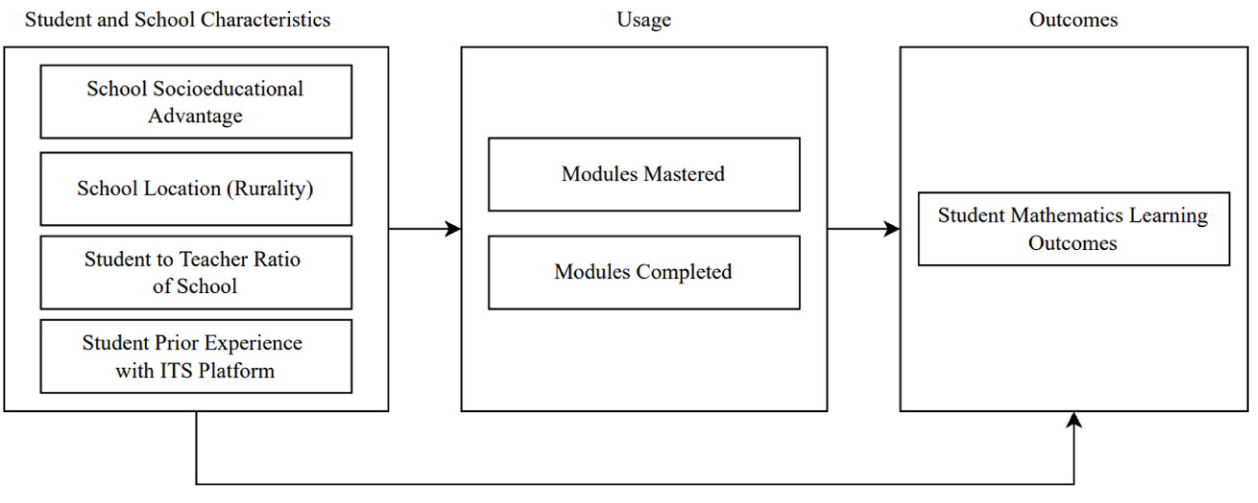 Student and School Characteristics
Usage
Outcomes
School Socioeducational
Advantage
School Location (Rurality)
Student to Teacher Ratio
of School
Student Prior Experience
with ITS Platform
Modules Mastered
Modules Completed
Student Mathematics Learning
Outcomes